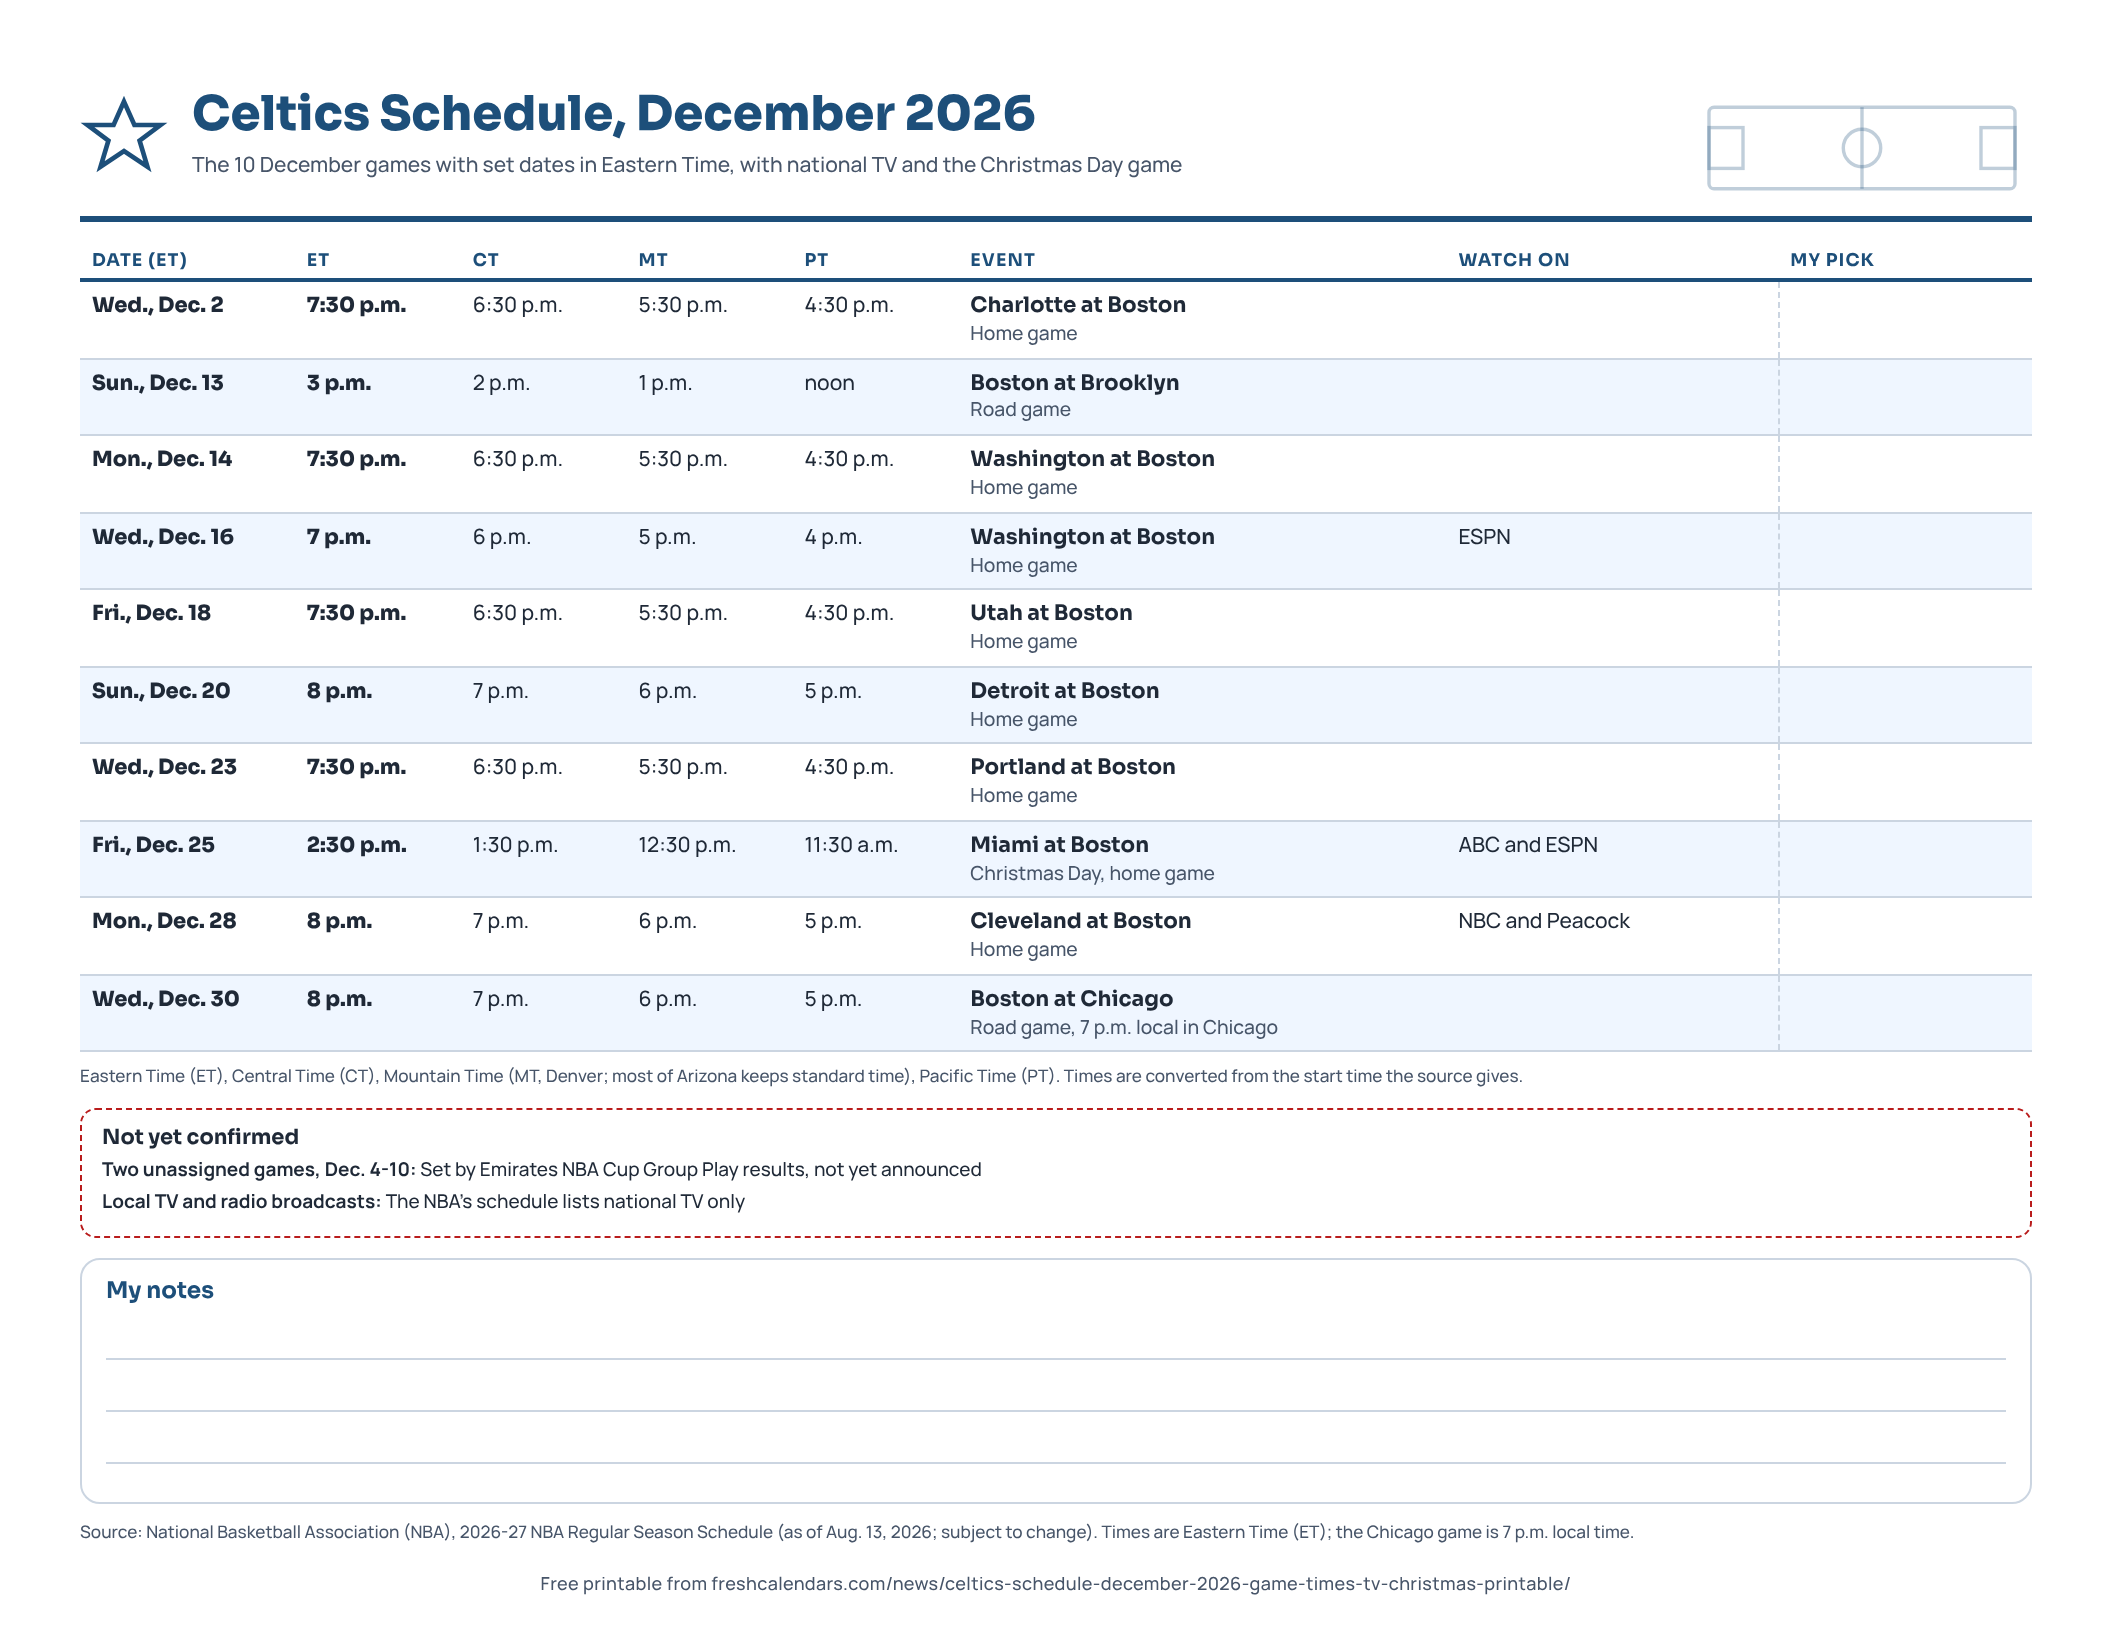 Celtics Schedule, December 2026
The 10 December games with set dates in Eastern Time, with national TV and the Christmas Day game
DATE (ET) ET CT MT PT EVENT WATCH ON MY PICK
Wed., Dec. 2 7:30 p.m. 6:30 p.m. 5:30 p.m. 4:30 p.m. Charlotte at Boston
Home game
Sun., Dec. 13 3 p.m. 2 p.m. 1 p.m. noon Boston at Brooklyn
Road game
Mon., Dec. 14 7:30 p.m. 6:30 p.m. 5:30 p.m. 4:30 p.m. Washington at Boston
Home game
Wed., Dec. 16 7 p.m. 6 p.m. 5 p.m. 4 p.m. Washington at Boston ESPN
Home game
Fri., Dec. 18 7:30 p.m. 6:30 p.m. 5:30 p.m. 4:30 p.m. Utah at Boston
Home game
Sun., Dec. 20 8 p.m. 7 p.m. 6 p.m. 5 p.m. Detroit at Boston
Home game
Wed., Dec. 23 7:30 p.m. 6:30 p.m. 5:30 p.m. 4:30 p.m. Portland at Boston
Home game
Fri., Dec. 25 2:30 p.m. 1:30 p.m. 12:30 p.m. 11:30 a.m. Miami at Boston ABC and ESPN
Christmas Day, home game
Mon., Dec. 28 8 p.m. 7 p.m. 6 p.m. 5 p.m. Cleveland at Boston NBC and Peacock
Home game
Wed., Dec. 30 8 p.m. 7 p.m. 6 p.m. 5 p.m. Boston at Chicago
Road game, 7 p.m. local in Chicago
Eastern Time (ET), Central Time (CT), Mountain Time (MT, Denver; most of Arizona keeps standard time), Pacific Time (PT). Times are converted from the start time the source gives.
Not yet confirmed
Two unassigned games, Dec. 4-10: Set by Emirates NBA Cup Group Play results, not yet announced
Local TV and radio broadcasts: The NBA's schedule lists national TV only
My notes
Source: National Basketball Association (NBA), 2026-27 NBA Regular Season Schedule (as of Aug. 13, 2026; subject to change). Times are Eastern Time (ET); the Chicago game is 7 p.m. local time.
Free printable from freshcalendars.com/news/celtics-schedule-december-2026-game-times-tv-christmas-printable/